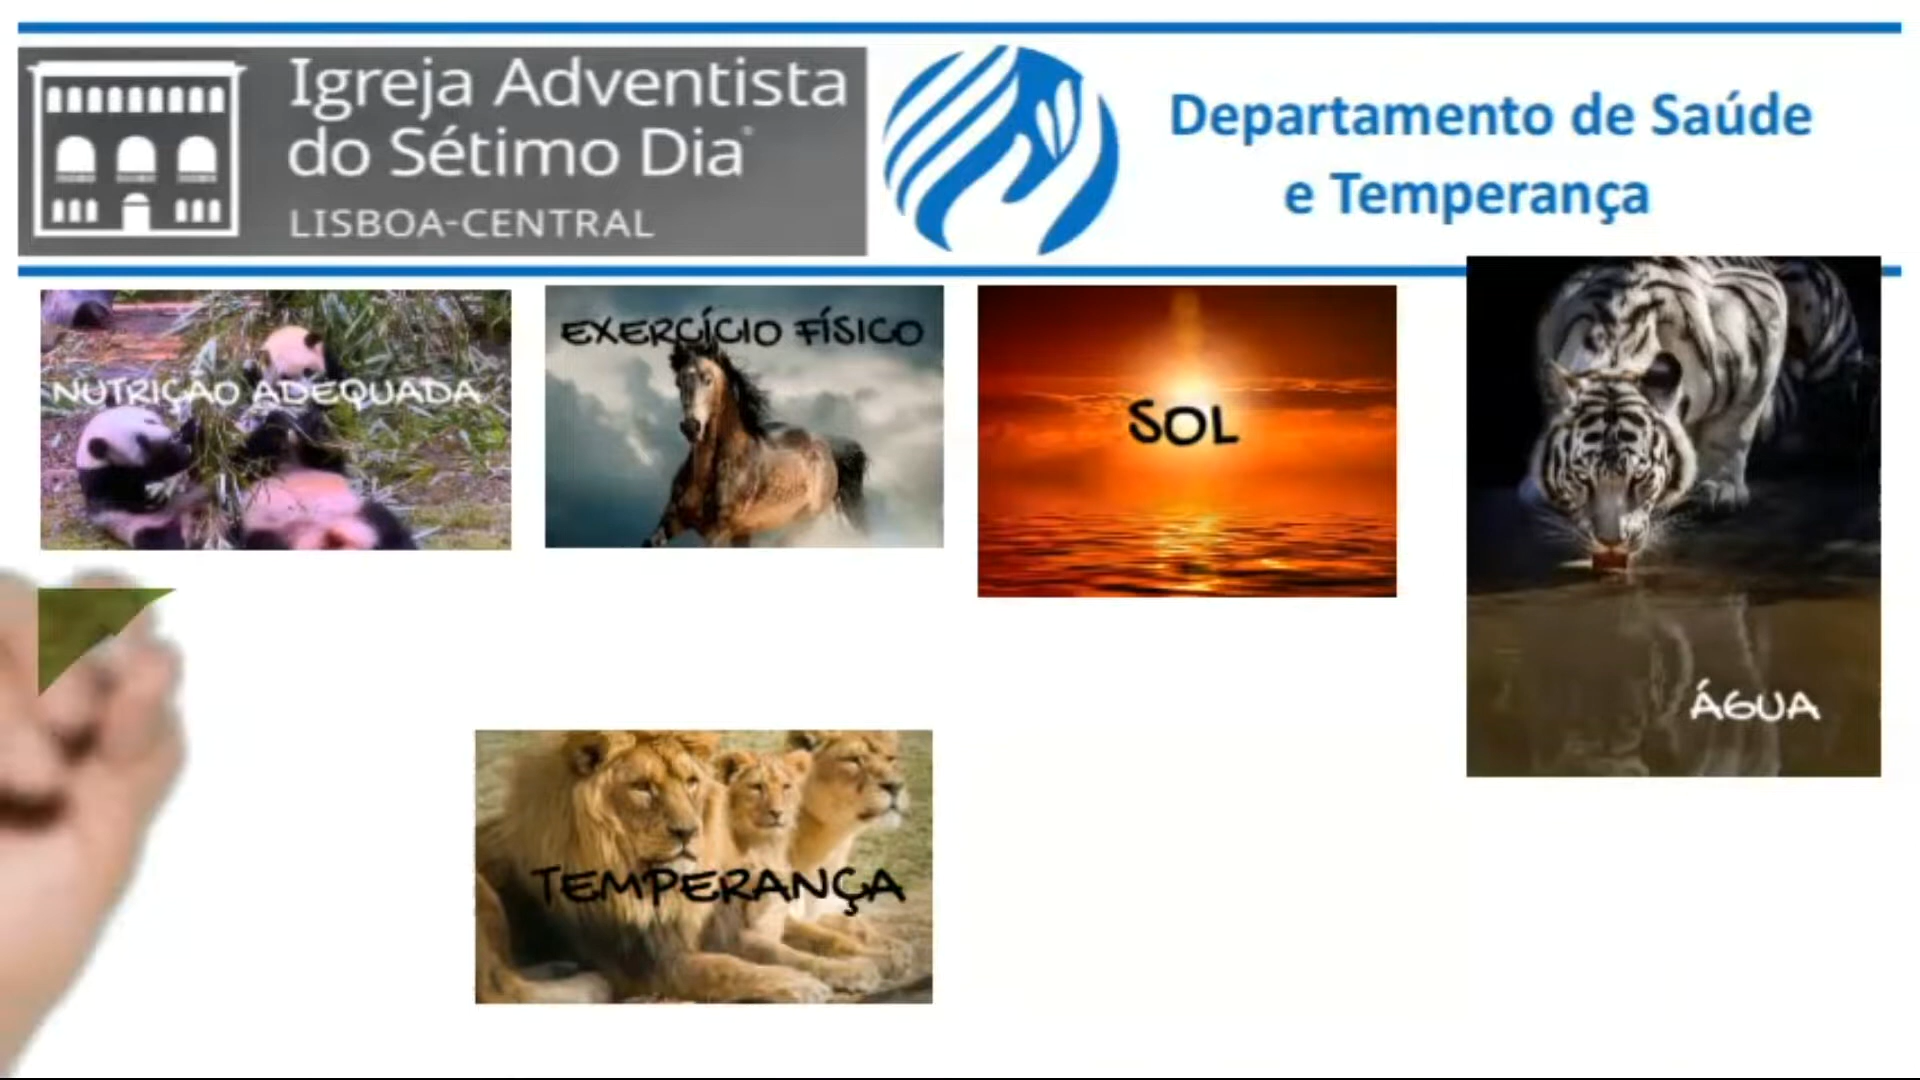 Igreja Adventista
do Sétimo Dia
LISBOA-CENTRAL
Departamento de Saúde
e Temperança
NUTRIÇÃO ADEQUADA
EXERCÍCIO FÍSICO
SOL
ÁGUA
TEMPERANÇA